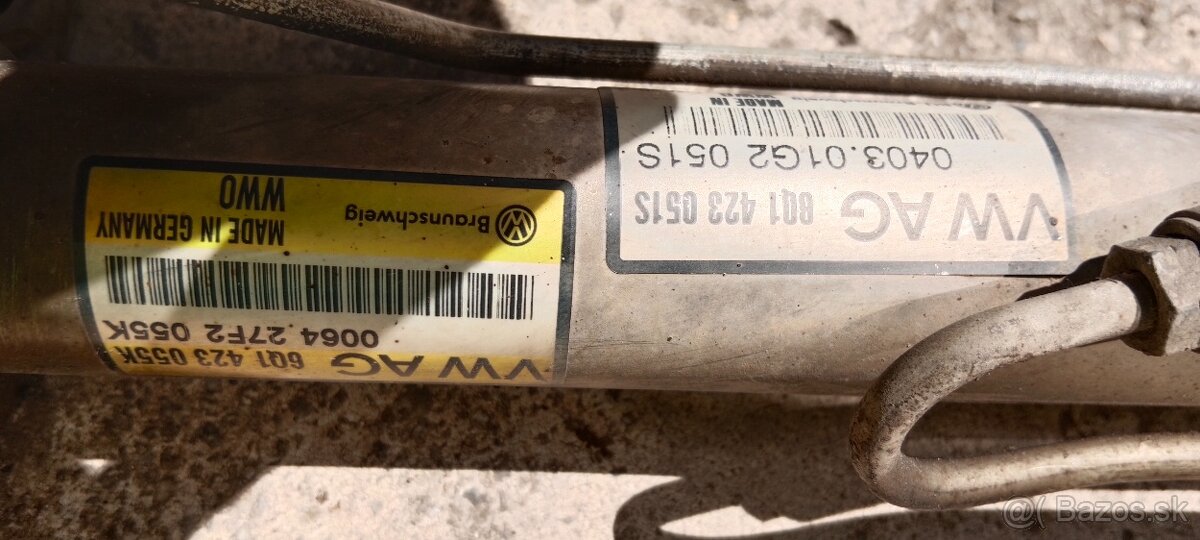 VW AG 6Q1 423 055K
0064.27F2 055K
Braunschweig
MADE IN GERMANY
WWO
VW AG 6Q1 423 051S
0403.01G2 051S
MADE IN
@( Bazos.sk